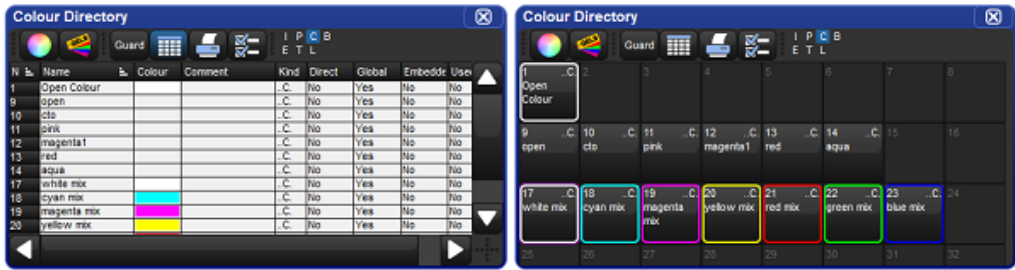 Colour Directory
Guard
I P C B
E T L
N Name Colour Comment Kind Direct Global Embedde Used
1 Open Colour ..C. No Yes No No
9 open ..C. No Yes No No
10 cto ..C. No Yes No No
11 pink ..C. No Yes No No
12 magenta1 ..C. No Yes No No
13 red ..C. No Yes No No
14 aqua ..C. No Yes No No
17 white mix ..C. No Yes No No
18 cyan mix ..C. No Yes No No
19 magenta mix ..C. No Yes No No
20 yellow mix ..C. No Yes No No
Colour Directory
Guard
I P C B
E T L
1 ..C. 2 3 4 5 6 7 8
Open
Colour
9 ..C. 10 ..C. 11 ..C. 12 ..C. 13 ..C. 14 ..C. 15 16
open cto pink magenta1 red aqua
17 ..C. 18 ..C. 19 ..C. 20 ..C. 21 ..C. 22 ..C. 23 ..C. 24
white mix cyan mix magenta yellow mix red mix green mix blue mix
mix
25 26 27 28 29 30 31 32